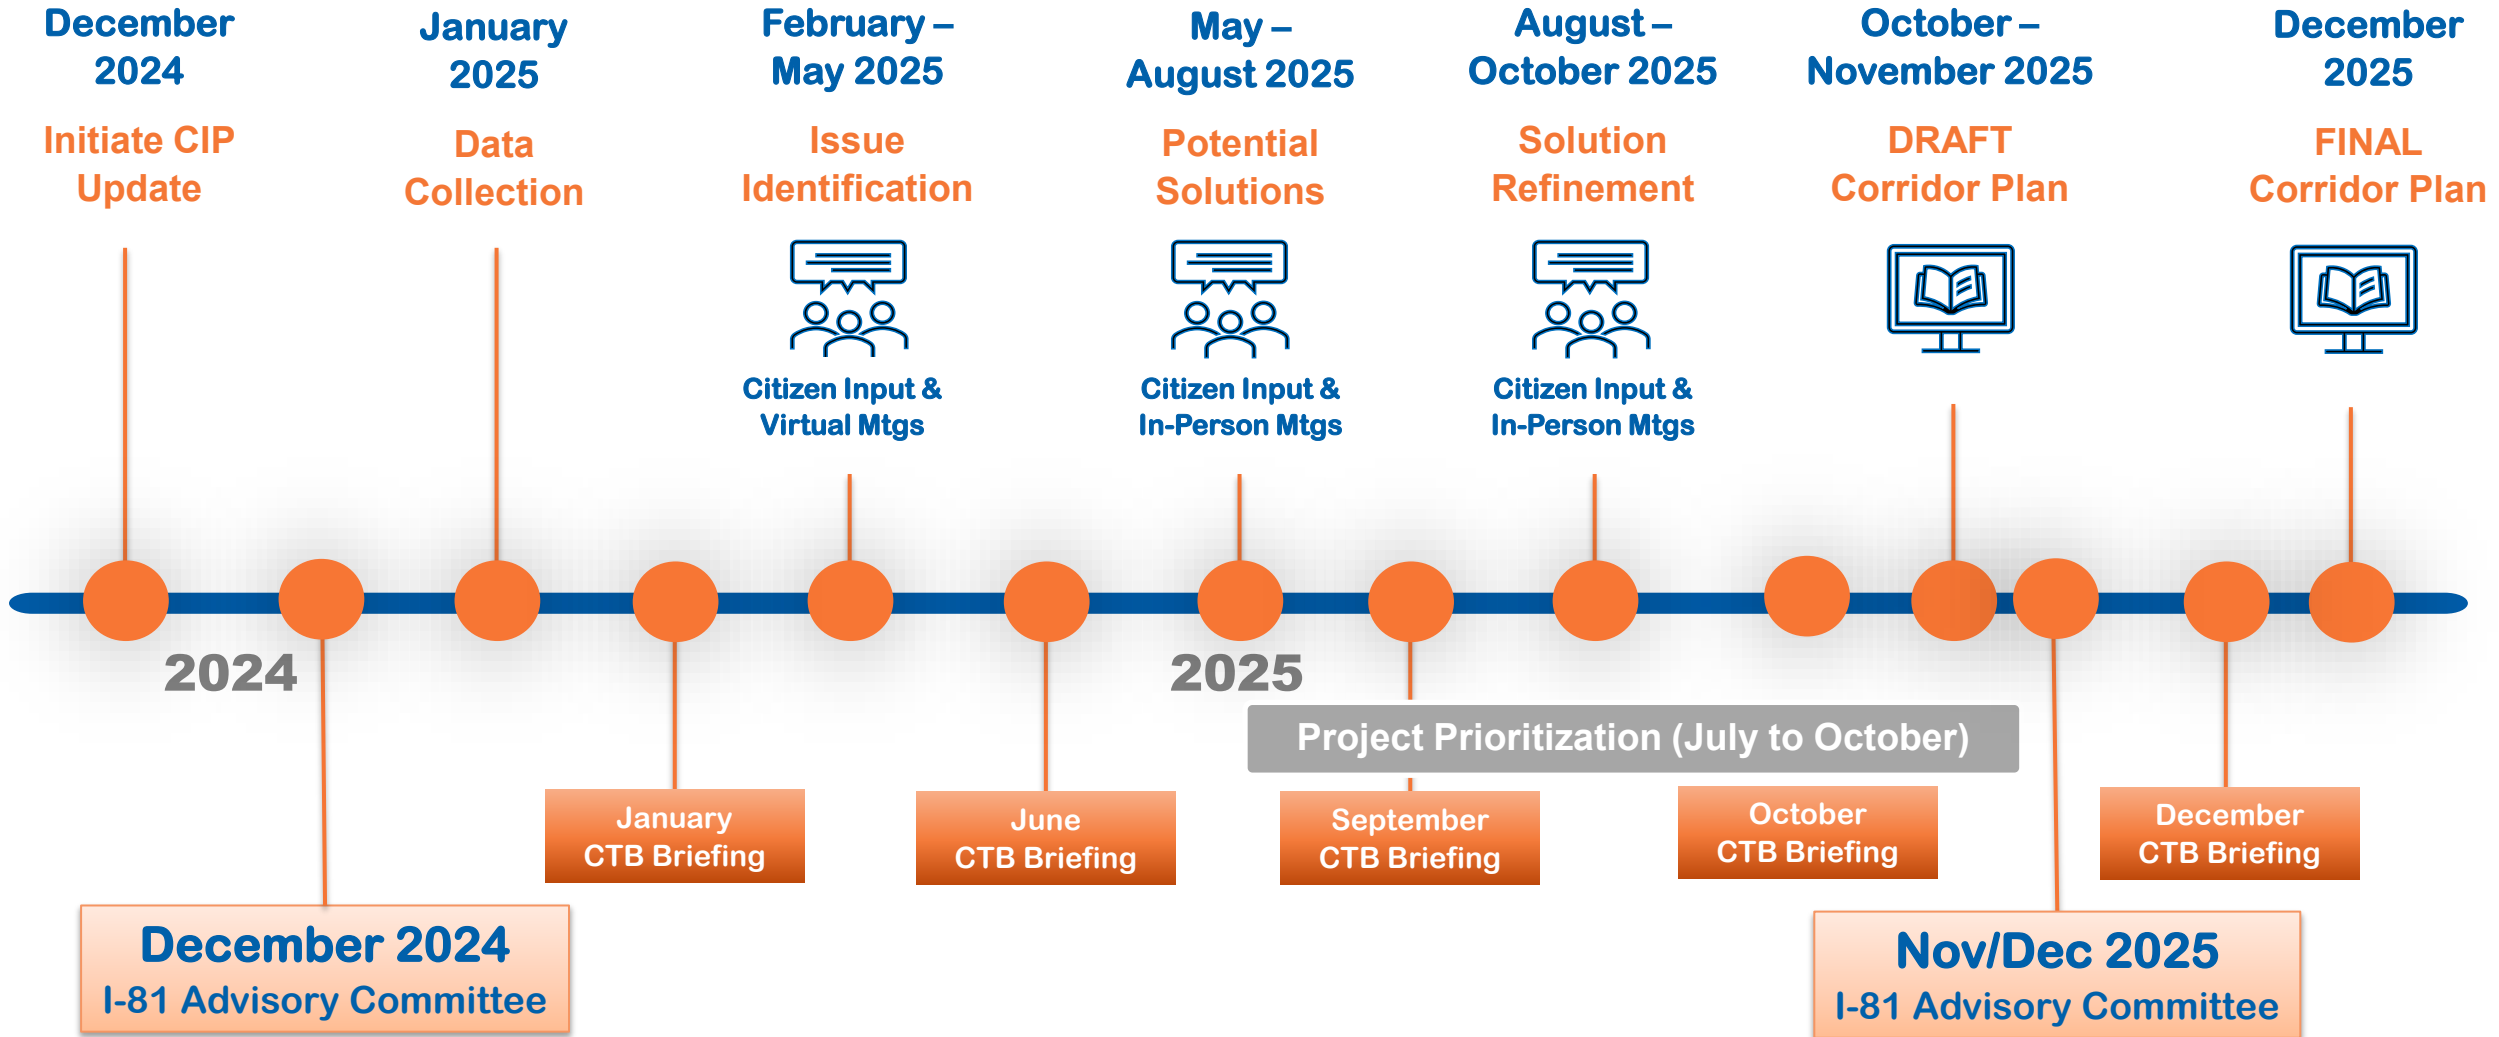 December
2024
Initiate CIP
Update
January
2025
Data
Collection
February –
May 2025
Issue
Identification
Citizen Input &
Virtual Mtgs
May –
August 2025
Potential
Solutions
Citizen Input &
In-Person Mtgs
August –
October 2025
Solution
Refinement
Citizen Input &
In-Person Mtgs
October –
November 2025
DRAFT
Corridor Plan
December
2025
FINAL
Corridor Plan
2024
2025
Project Prioritization (July to October)
January
CTB Briefing
June
CTB Briefing
September
CTB Briefing
October
CTB Briefing
December
CTB Briefing
December 2024
I-81 Advisory Committee
Nov/Dec 2025
I-81 Advisory Committee